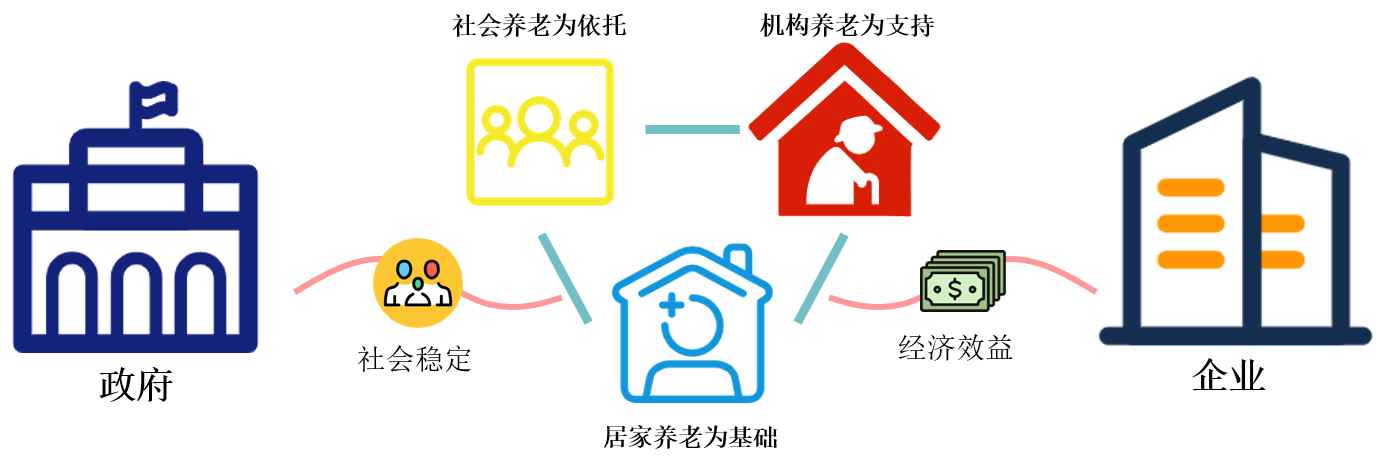 社会养老为依托
机构养老为支持
社会稳定
经济效益
政府
企业
居家养老为基础